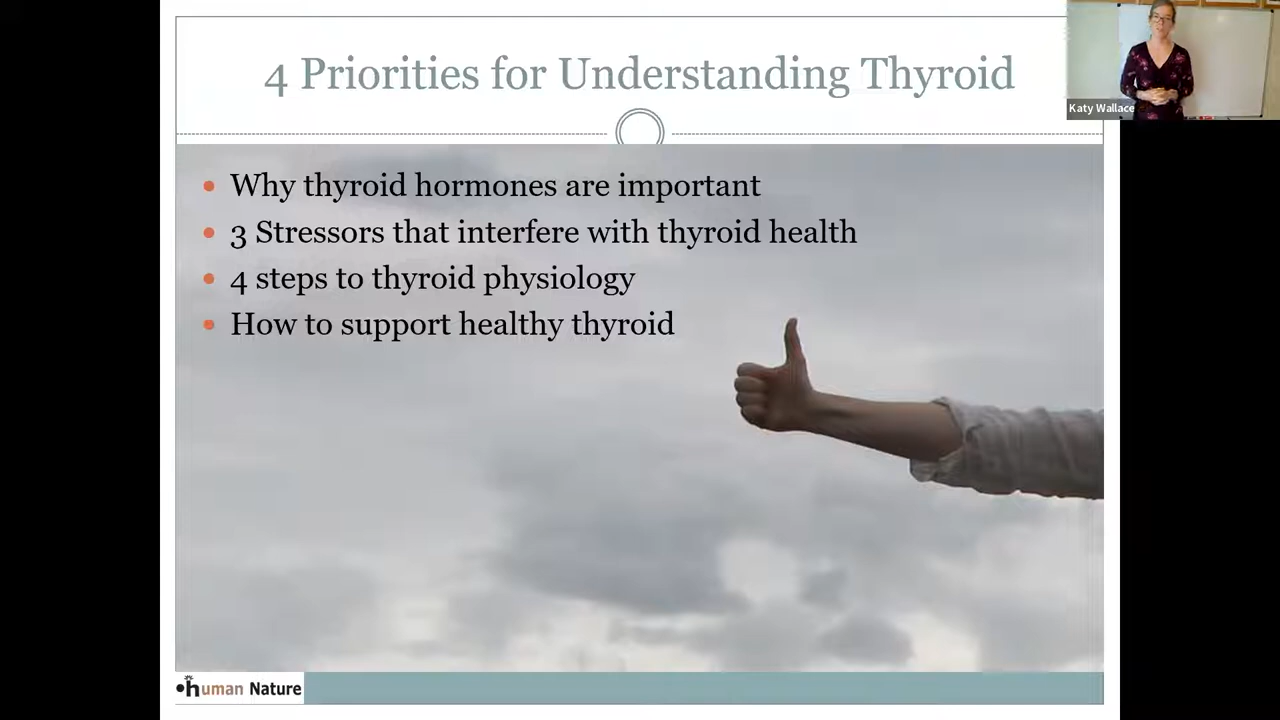 4 Priorities for Understanding Thyroid
Katy Wallace
Why thyroid hormones are important
3 Stressors that interfere with thyroid health
4 steps to thyroid physiology
How to support healthy thyroid
human Nature